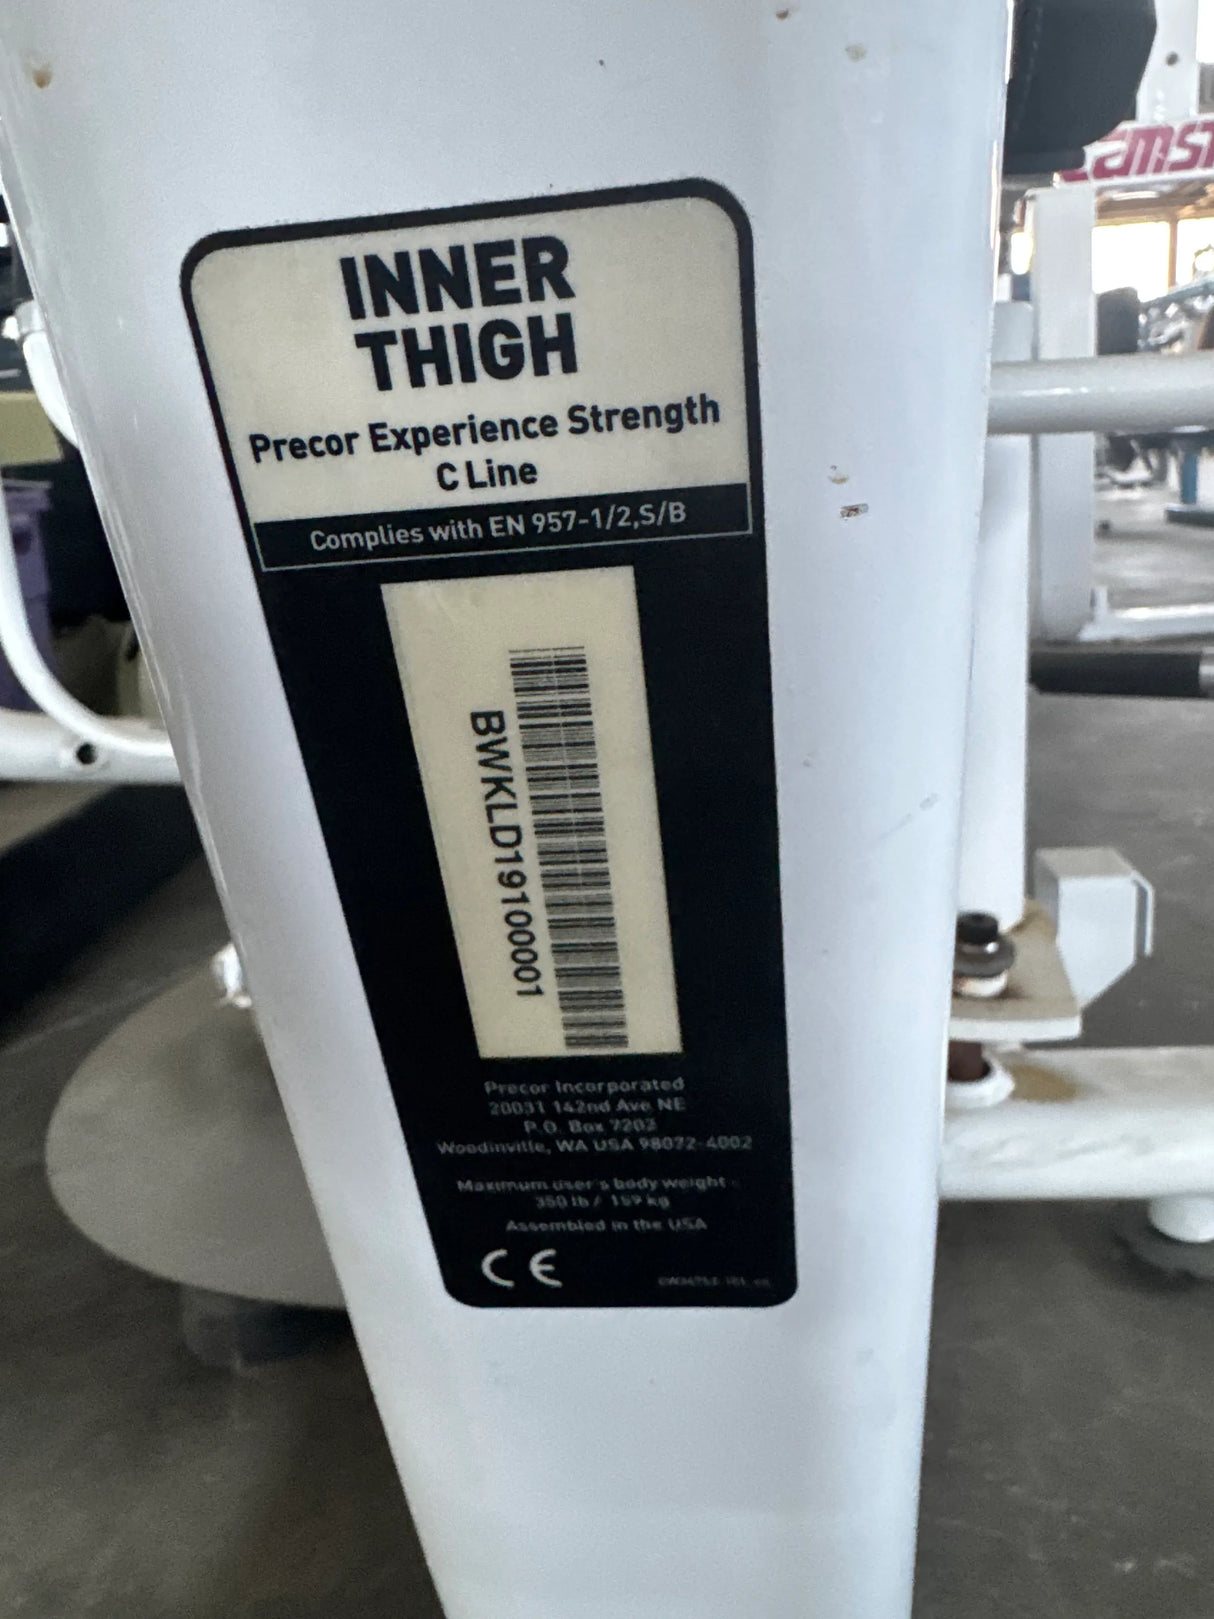 INNER
THIGH
Precor Experience Strength
C Line
Complies with EN 957-1/2,S/B
BWKLD19100001
Precor Incorporated
20031 142nd Ave NE
P.O. Box 7202
Woodinville, WA USA 98072-4002
Maximum user's body weight -
350 lb / 159 kg
Assembled in the USA
CE